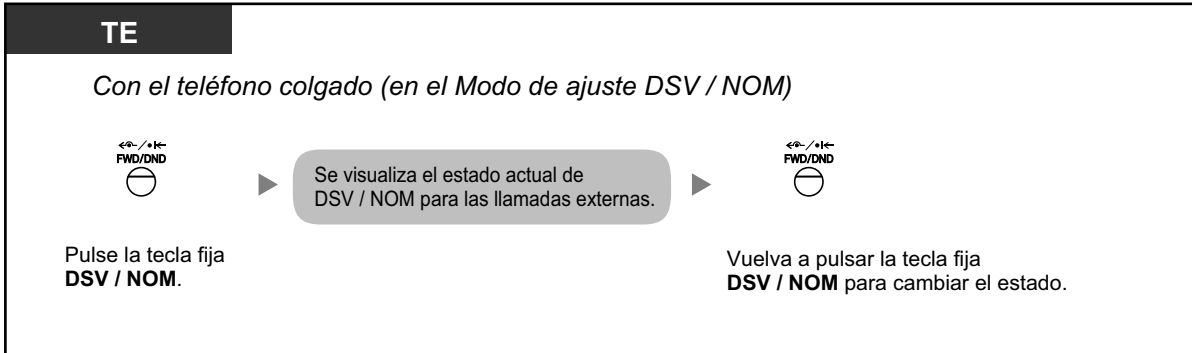 TE
Con el teléfono colgado (en el Modo de ajuste DSV / NOM)
FWD/DND
FWD/DND
Se visualiza el estado actual de
DSV / NOM para las llamadas externas.
Pulse la tecla fija
DSV / NOM.
Vuelva a pulsar la tecla fija
DSV / NOM para cambiar el estado.